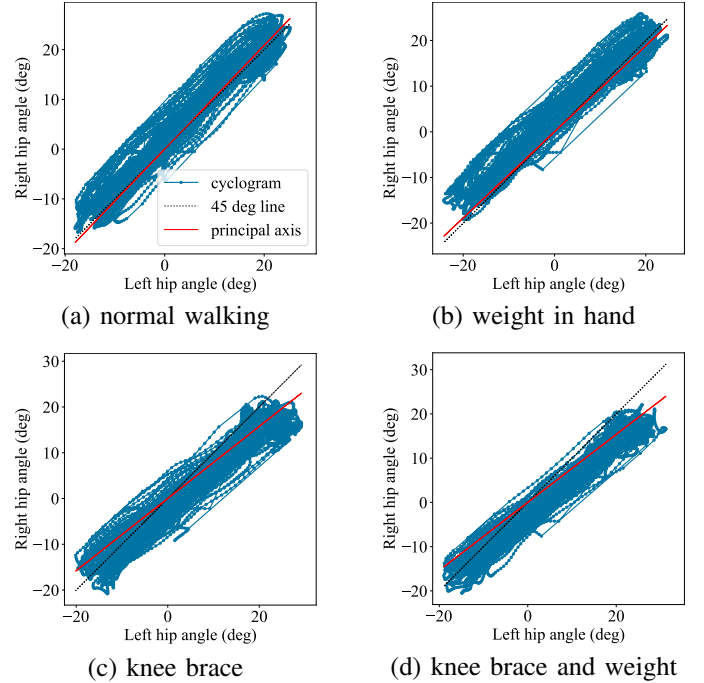 20
10
0
−10
−20
Right hip angle (deg)
−20
0
20
Left hip angle (deg)
cyclogram
45 deg line
principal axis
(a) normal walking
20
10
0
−10
−20
Right hip angle (deg)
−20
0
20
Left hip angle (deg)
(b) weight in hand
30
20
10
0
−10
−20
Right hip angle (deg)
−20
0
20
Left hip angle (deg)
(c) knee brace
30
20
10
0
−10
−20
Right hip angle (deg)
−20
0
20
Left hip angle (deg)
(d) knee brace and weight